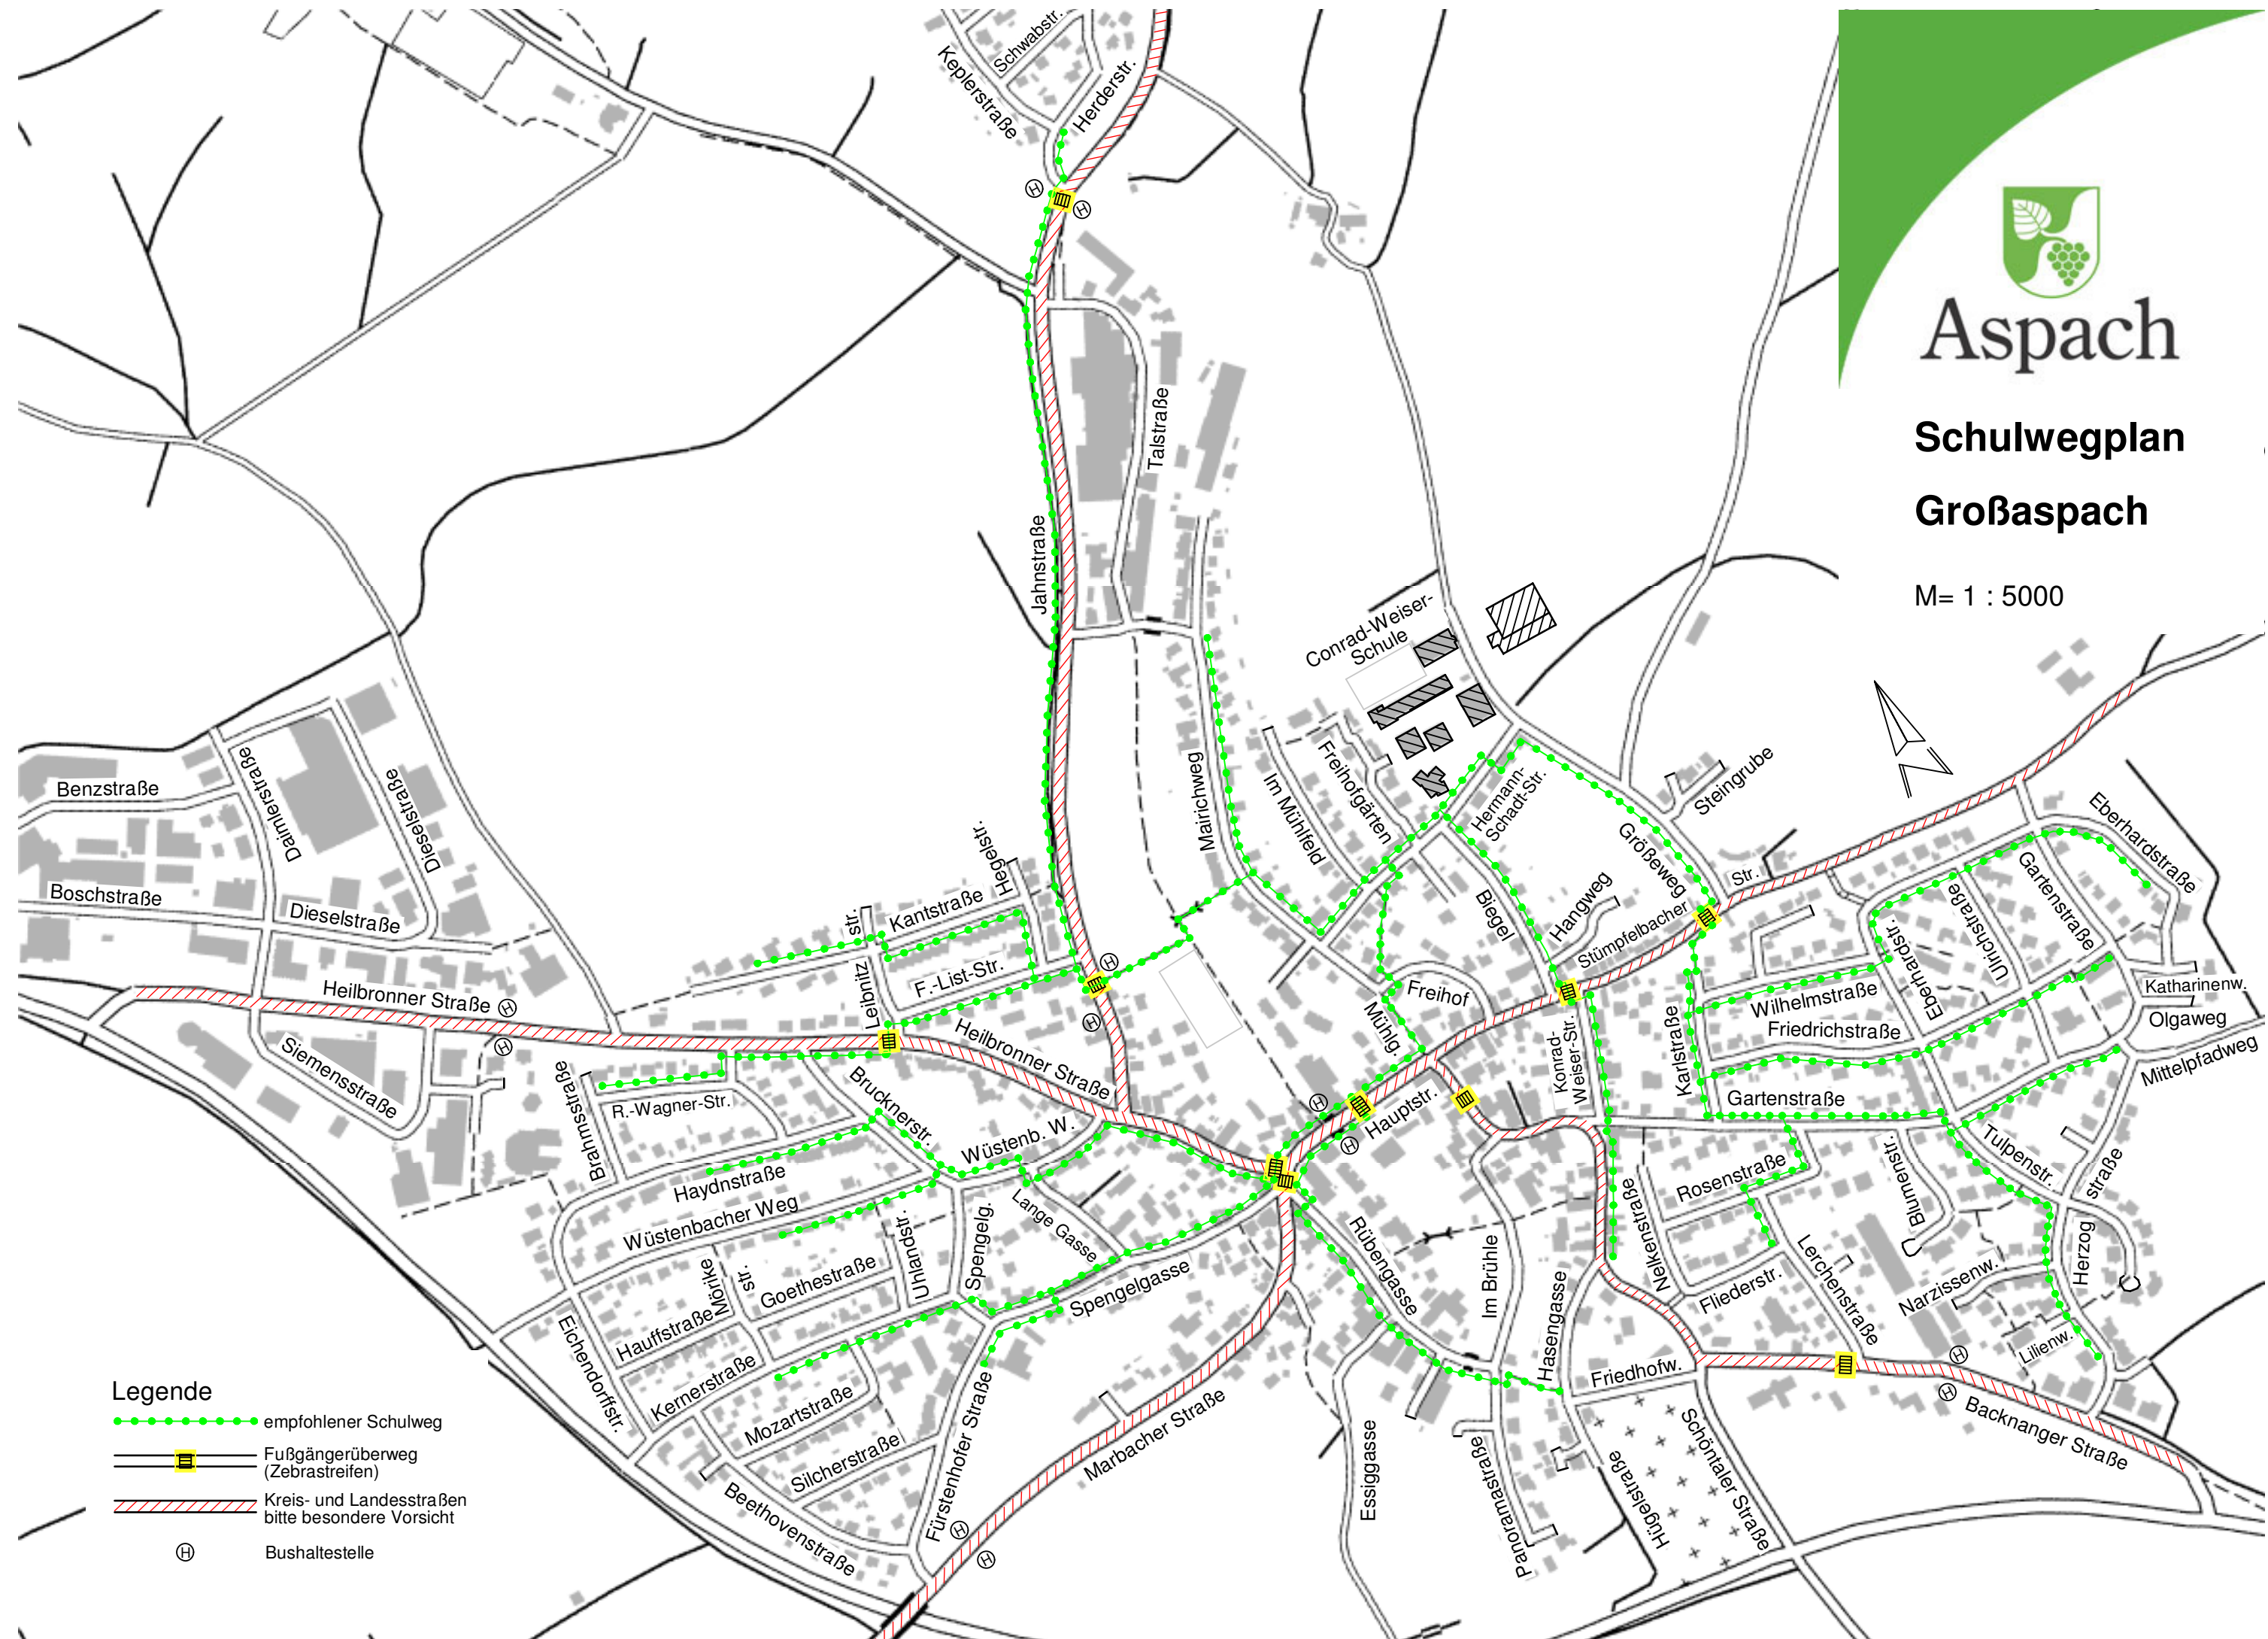 Aspach
Schulwegplan
Großaspach
M= 1 : 5000
Schwabstr.
Keplerstraße
Herderstr.
H
H
Talstraße
Jahnstraße
Conrad-Weiser-
Schule
Mairichweg
Im Mühlfeld
Freihofgärten
Hermann-
Schadt-Str.
Größeweg
Steingrube
Biegel
Hangweg
Stümpfelbacher
Str.
Eberhardstraße
Gartenstraße
Ulrichstraße
Eberhardstr.
Wilhelmstraße
Friedrichstraße
Karlstraße
Gartenstraße
Katharinenw.
Olgaweg
Mittelpfadweg
Benzstraße
Daimlerstraße
Dieselstraße
Boschstraße
Dieselstraße
Heilbronner Straße
H
H
Siemensstraße
Hegelstr.
Kantstraße
Leibnitz
str.
F.-List-Str.
H
H
Heilbronner Straße
Brahmsstraße
R.-Wagner-Str.
Brucknerstr.
Wüstenb. W.
Haydnstraße
Wüstenbacher Weg
Freihof
Mühlg.
Konrad-
Weiser-Str.
H
H
Hauptstr.
Lange Gasse
Spengelg.
Uhlandstr.
Goethestraße
Mörike
str.
Hauffstraße
Kernerstraße
Eichendorffstr.
Mozartstraße
Silcherstraße
Beethovenstraße
Fürstenhofer Straße
Spengelgasse
Marbacher Straße
H
H
Rübengasse
Im Brühle
Essiggasse
Panoramastraße
Hasengasse
Friedhofw.
Hügelstraße
Schöntaler Straße
Nelkenstraße
Rosenstraße
Fliederstr.
Lerchenstraße
Blumenstr.
Tulpenstr.
Herzog
straße
Narzissenw.
Lilienw.
H
H
Backnanger Straße
Legende
empfohlener Schulweg
Fußgängerüberweg
(Zebrastreifen)
Kreis- und Landesstraßen
bitte besondere Vorsicht
H
Bushaltestelle